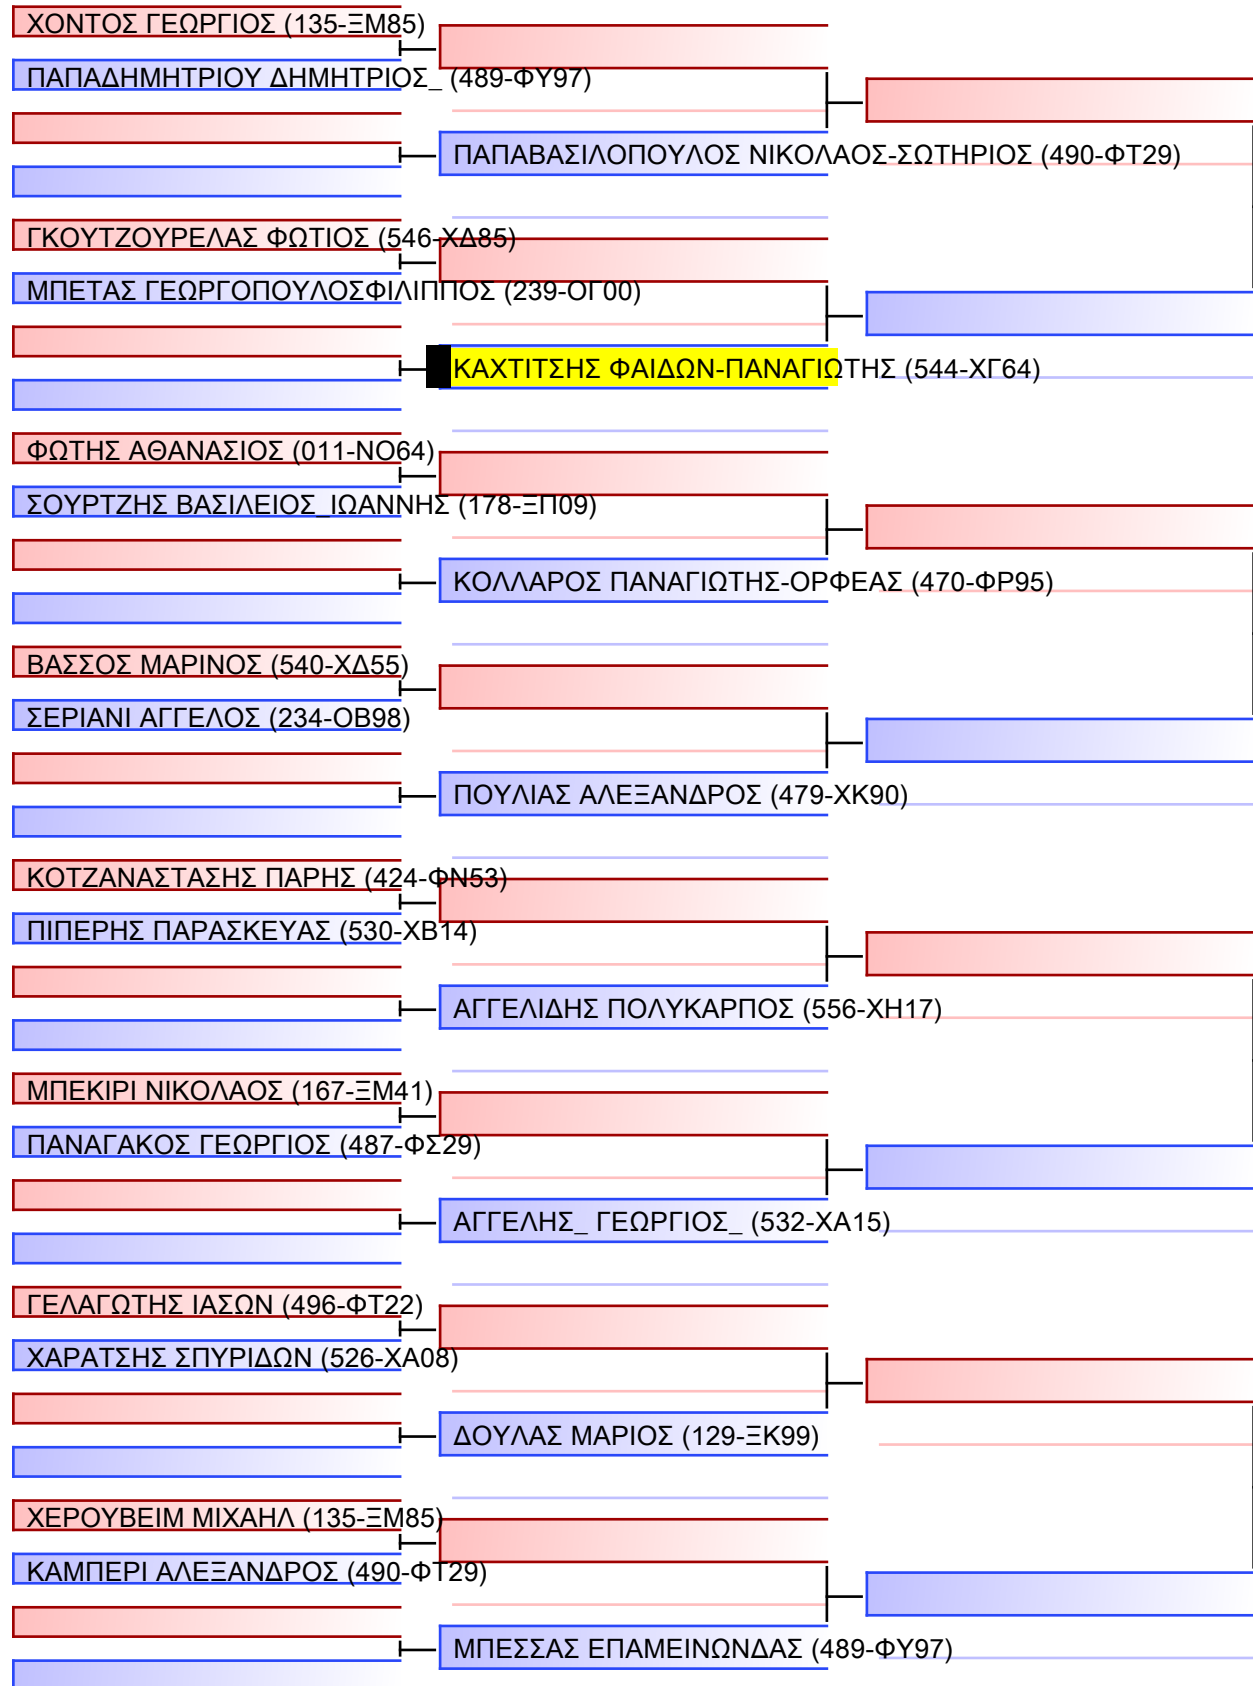 ΧΟΝΤΟΣ ΓΕΩΡΓΙΟΣ (135-ΞΜ85)
ΠΑΠΑΔΗΜΗΤΡΙΟΥ ΔΗΜΗΤΡΙΟΣ_ (489-ΦΥ97)
ΠΑΠΑΒΑΣΙΛΟΠΟΥΛΟΣ ΝΙΚΟΛΑΟΣ-ΣΩΤΗΡΙΟΣ (490-ΦΤ29)
ΓΚΟΥΤΖΟΥΡΕΛΑΣ ΦΩΤΙΟΣ (546-ΧΔ85)
ΜΠΕΤΑΣ ΓΕΩΡΓΟΠΟΥΛΟΣΦΙΛΙΠΠΟΣ (239-ΟΓ00)
ΚΑΧΤΙΤΣΗΣ ΦΑΙΔΩΝ-ΠΑΝΑΓΙΩΤΗΣ (544-ΧΓ64)
ΦΩΤΗΣ ΑΘΑΝΑΣΙΟΣ (011-ΝΟ64)
ΣΟΥΡΤΖΗΣ ΒΑΣΙΛΕΙΟΣ_ΙΩΑΝΝΗΣ (178-ΞΠ09)
ΚΟΛΛΑΡΟΣ ΠΑΝΑΓΙΩΤΗΣ-ΟΡΦΕΑΣ (470-ΦΡ95)
ΒΑΣΣΟΣ ΜΑΡΙΝΟΣ (540-ΧΔ55)
ΣΕΡΙΑΝΙ ΑΓΓΕΛΟΣ (234-ΟΒ98)
ΠΟΥΛΙΑΣ ΑΛΕΞΑΝΔΡΟΣ (479-ΧΚ90)
ΚΟΤΖΑΝΑΣΤΑΣΗΣ ΠΑΡΗΣ (424-ΦΝ53)
ΠΙΠΕΡΗΣ ΠΑΡΑΣΚΕΥΑΣ (530-ΧΒ14)
ΑΓΓΕΛΙΔΗΣ ΠΟΛΥΚΑΡΠΟΣ (556-ΧΗ17)
ΜΠΕΚΙΡΙ ΝΙΚΟΛΑΟΣ (167-ΞΜ41)
ΠΑΝΑΓΑΚΟΣ ΓΕΩΡΓΙΟΣ (487-ΦΣ29)
ΑΓΓΕΛΗΣ_ ΓΕΩΡΓΙΟΣ_ (532-ΧΑ15)
ΓΕΛΑΓΩΤΗΣ ΙΑΣΩΝ (496-ΦΤ22)
ΧΑΡΑΤΣΗΣ ΣΠΥΡΙΔΩΝ (526-ΧΑ08)
ΔΟΥΛΑΣ ΜΑΡΙΟΣ (129-ΞΚ99)
ΧΕΡΟΥΒΕΙΜ ΜΙΧΑΗΛ (135-ΞΜ85)
ΚΑΜΠΕΡΙ ΑΛΕΞΑΝΔΡΟΣ (490-ΦΤ29)
ΜΠΕΣΣΑΣ ΕΠΑΜΕΙΝΩΝΔΑΣ (489-ΦΥ97)